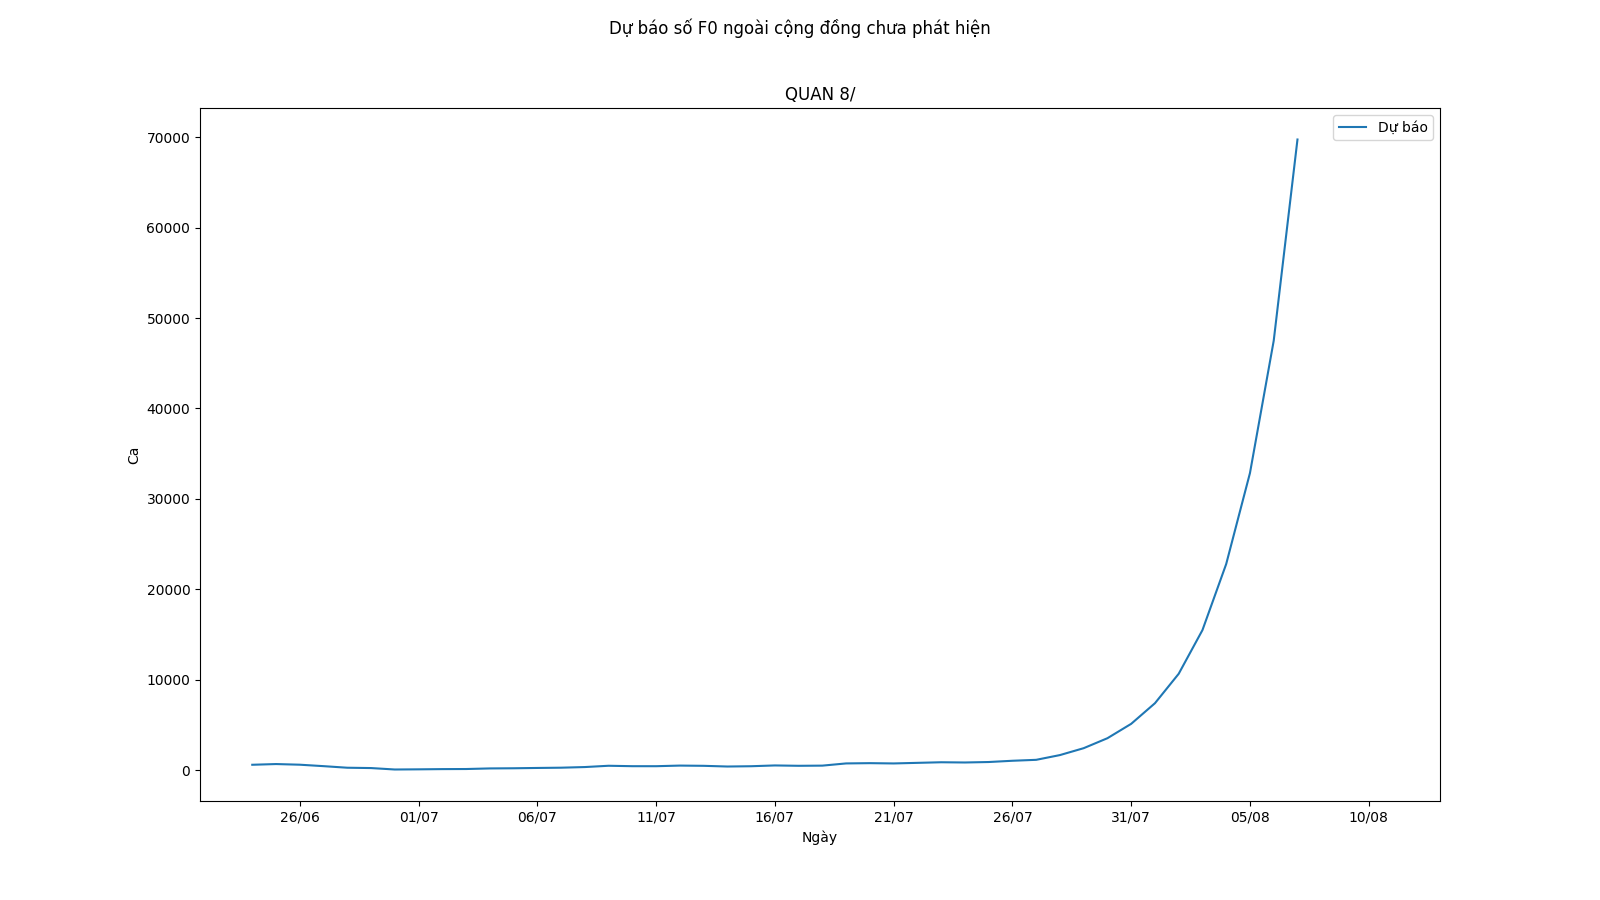 Dự báo số F0 ngoài cộng đồng chưa phát hiện
QUAN 8/
Dự báo
70000
60000
50000
40000
30000
20000
10000
0
Ca
26/06 01/07 06/07 11/07 16/07 21/07 26/07 31/07 05/08 10/08
Ngày